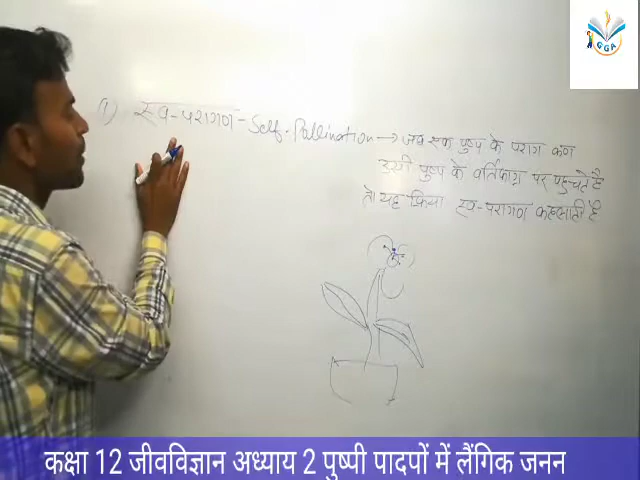 GGA
1) स्व-परागण - Self-Pollination → जब एक पुष्प के पराग कण
उसी पुष्प के वर्तिकाग्र पर पहुचते है
तो यह क्रिया स्व-परागण कहलाती है
कक्षा 12 जीवविज्ञान अध्याय 2 पुष्पी पादपों में लैंगिक जनन